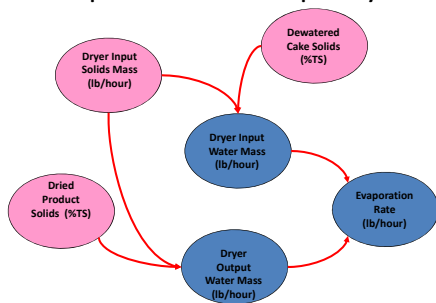 Dewatered
Cake Solids
(%TS)
Dryer Input
Solids Mass
(lb/hour)
Dryer Input
Water Mass
(lb/hour)
Dried
Product
Solids (%TS)
Evaporation
Rate
(lb/hour)
Dryer
Output
Water Mass
(lb/hour)